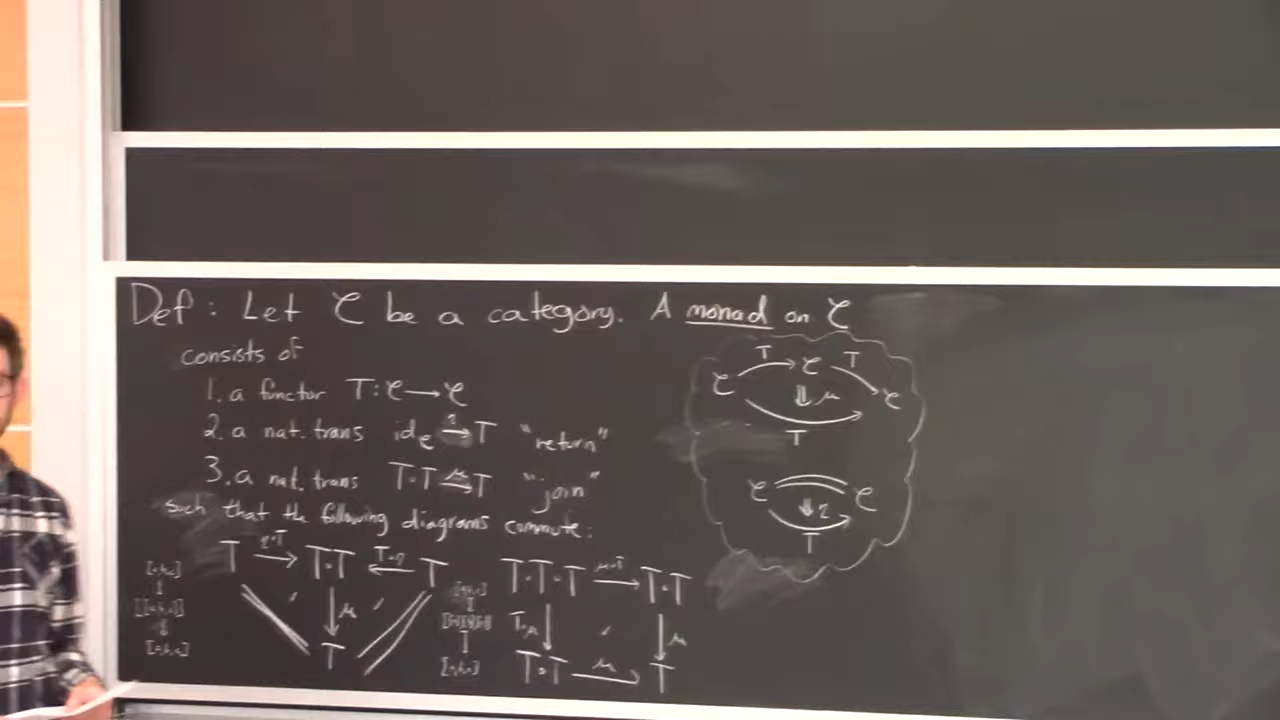 Def: Let 𝒞 be a category. A monad on 𝒞
consists of
1. a functor T: 𝒞 → 𝒞
2. a nat. trans id_𝒞 =η⇒ T "return"
3. a nat. trans T∘T =μ⇒ T "join"
such that the following diagrams commute:
T —η∘T→ T∘T ←T∘η— T
μ
T
T∘T∘T —μ∘T→ T∘T
T∘μ μ
T∘T —μ→ T
[a,b,c]
[[a,b,c]]
[a,b,c]
[a,b,c]
[a,b,c]
T T
𝒞 𝒞 𝒞
⇓ μ
T
𝒞 𝒞
⇓ η
T